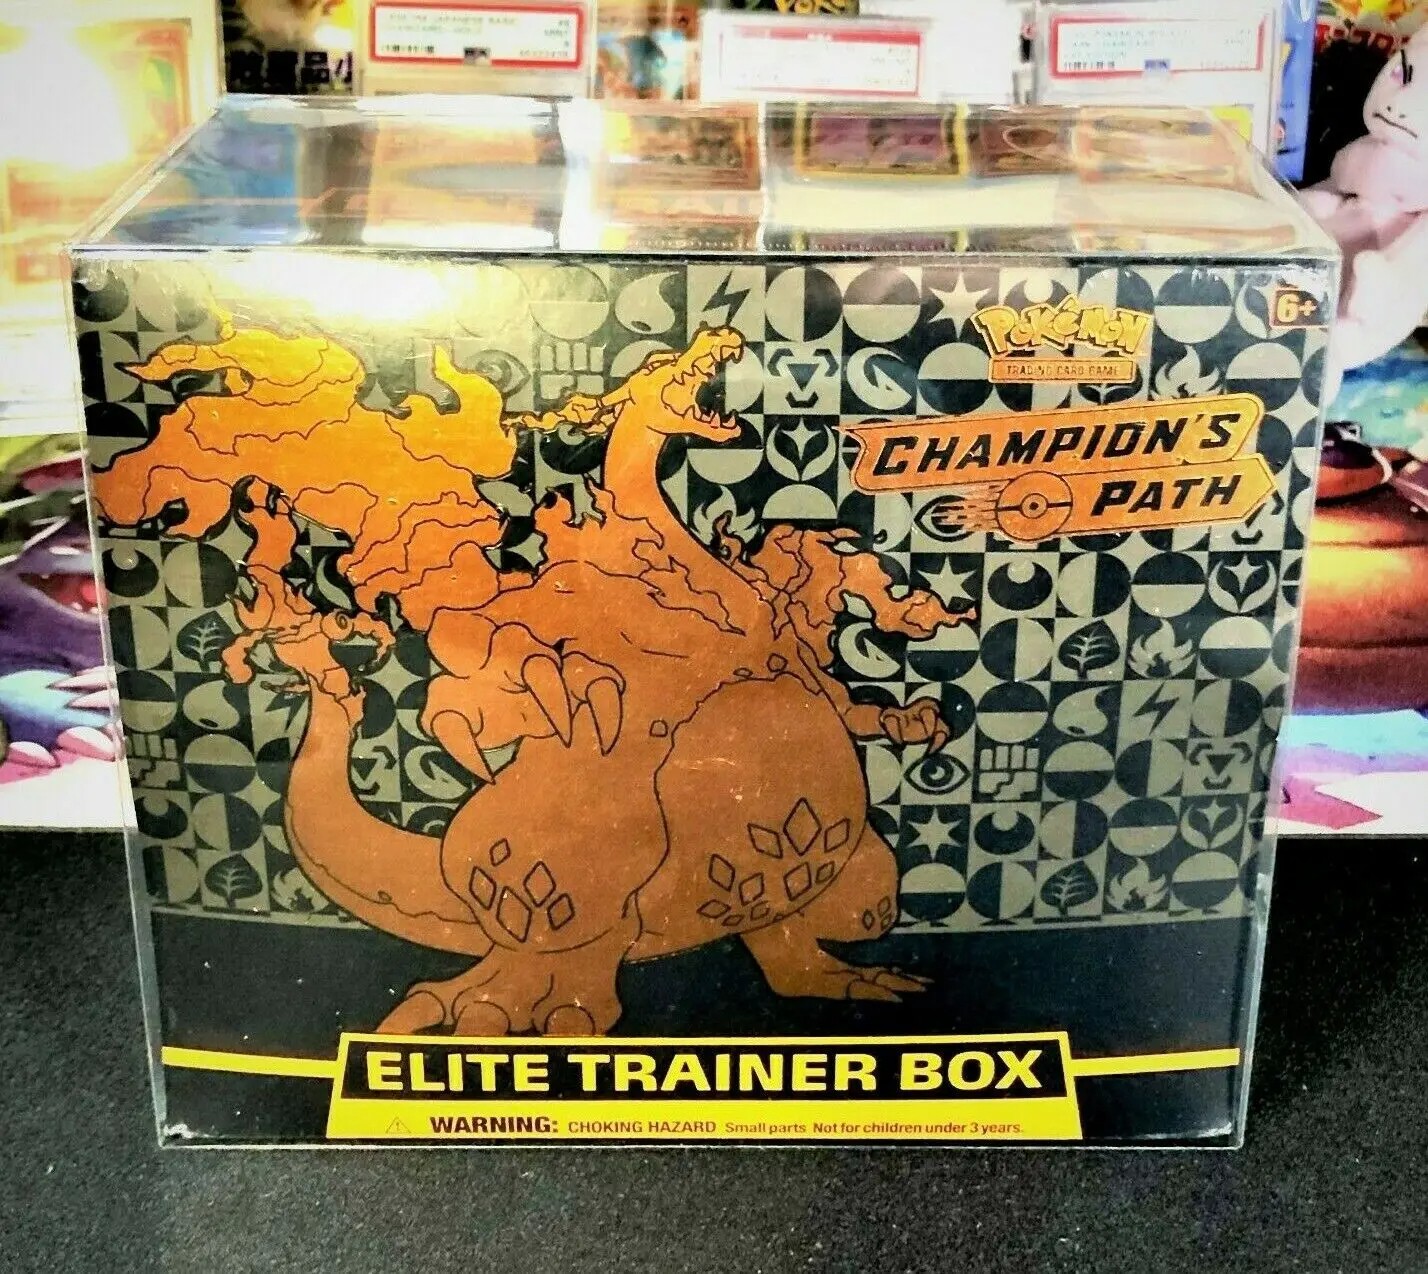 MINT
6+
POKéMON
TRADING CARD GAME
CHAMPION'S
PATH
ELITE TRAINER BOX
⚠ WARNING: CHOKING HAZARD Small parts Not for children under 3 years.